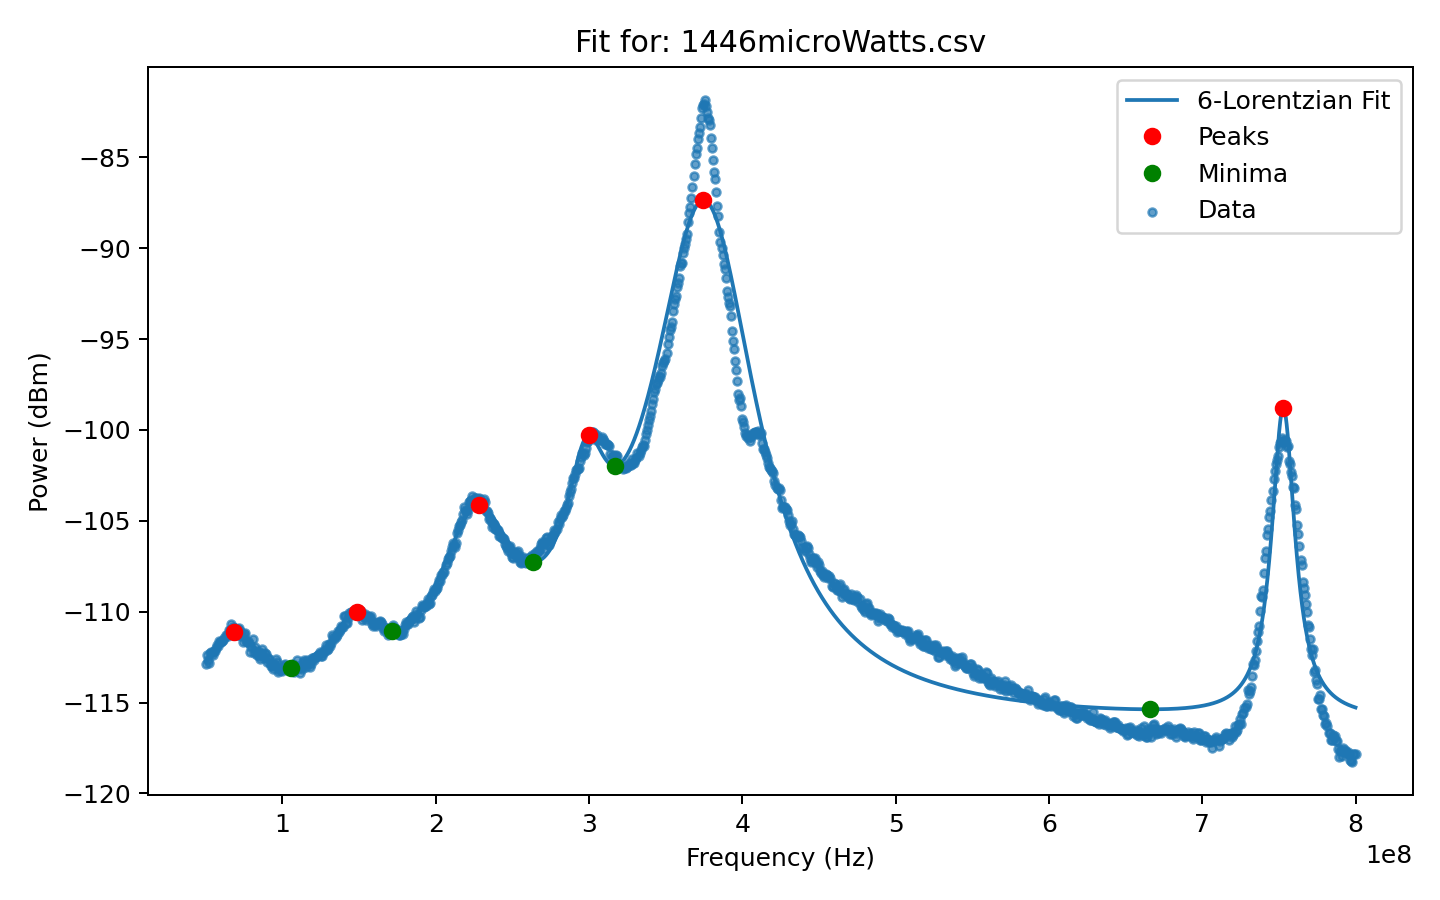 Fit for: 1446microWatts.csv
6-Lorentzian Fit
Peaks
Minima
Data
Power (dBm)
−85
−90
−95
−100
−105
−110
−115
−120
1 2 3 4 5 6 7 8
1e8
Frequency (Hz)